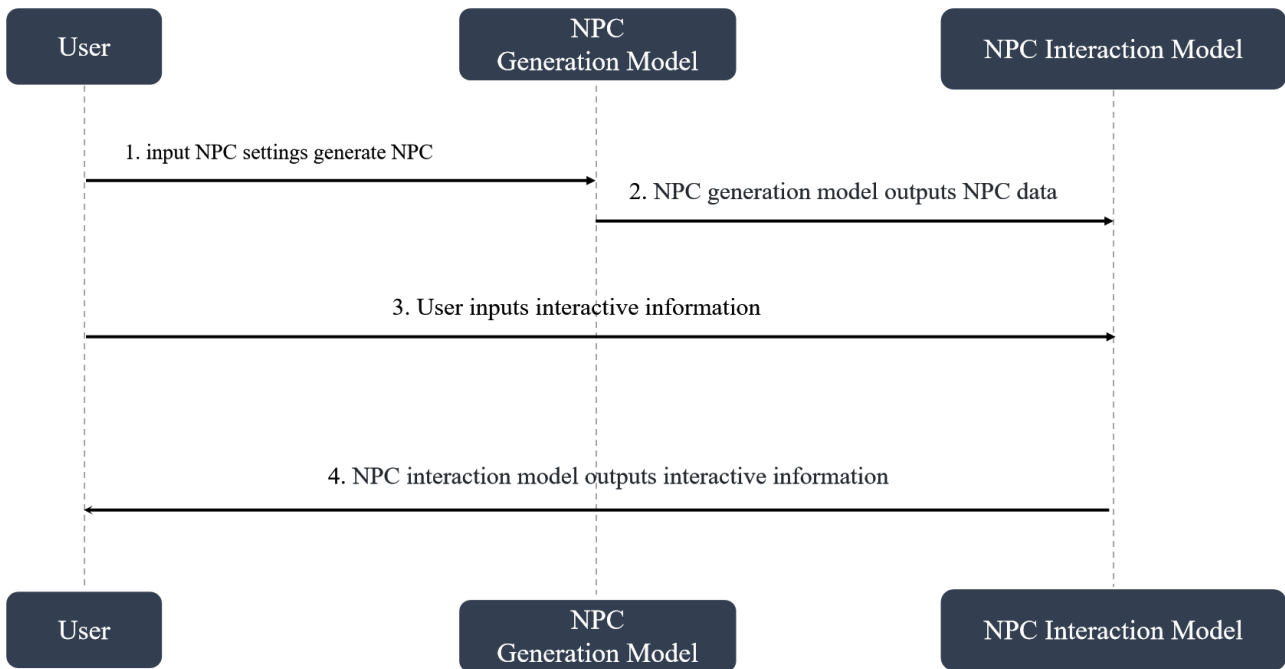 User
NPC
Generation Model
NPC Interaction Model
1. input NPC settings generate NPC
2. NPC generation model outputs NPC data
3. User inputs interactive information
4. NPC interaction model outputs interactive information
User
NPC
Generation Model
NPC Interaction Model